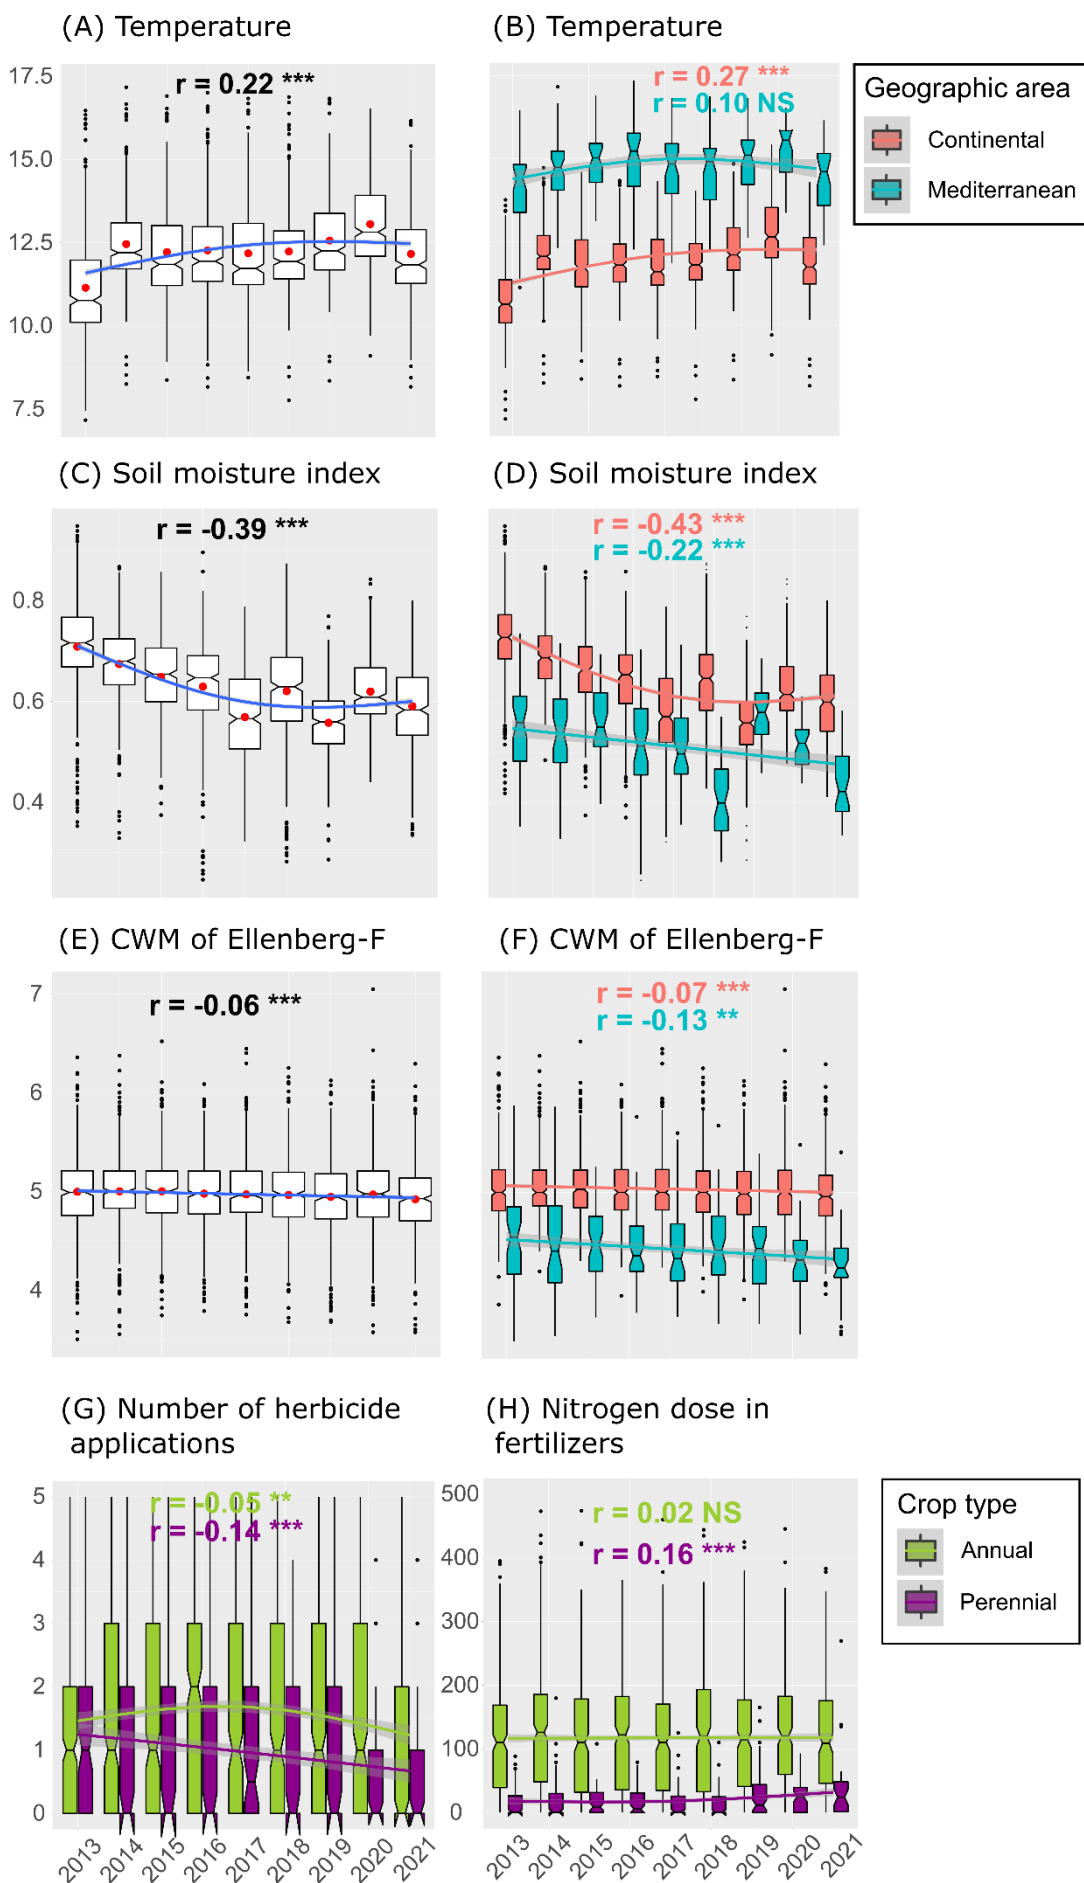 (A) Temperature
(B) Temperature
r = 0.22 ***
r = 0.27 ***
r = 0.10 NS
17.5
15.0
12.5
10.0
7.5
Geographic area
Continental
Mediterranean
(C) Soil moisture index
(D) Soil moisture index
r = -0.39 ***
r = -0.43 ***
r = -0.22 ***
0.8
0.6
0.4
(E) CWM of Ellenberg-F
(F) CWM of Ellenberg-F
r = -0.06 ***
r = -0.07 ***
r = -0.13 **
7
6
5
4
(G) Number of herbicide
applications
(H) Nitrogen dose in
fertilizers
r = -0.05 **
r = -0.14 ***
r = 0.02 NS
r = 0.16 ***
5
4
3
2
1
0
500
400
300
200
100
0
Crop type
Annual
Perennial
2013 2014 2015 2016 2017 2018 2019 2020 2021
2013 2014 2015 2016 2017 2018 2019 2020 2021